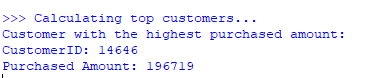 >>> Calculating top customers...
Customer with the highest purchased amount:
CustomerID: 14646
Purchased Amount: 196719